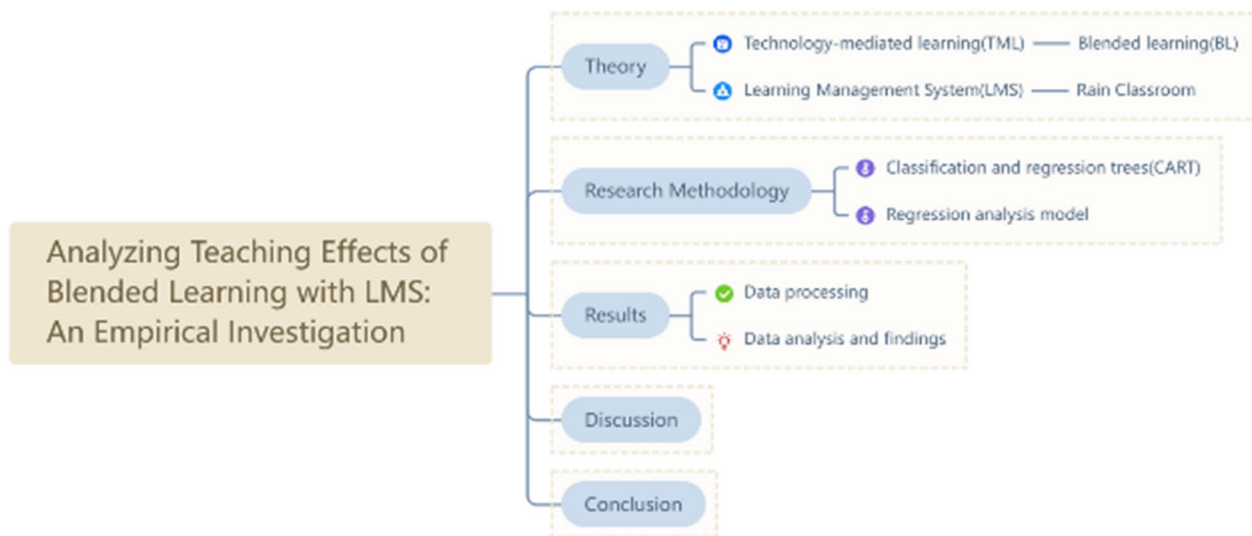 Analyzing Teaching Effects of
Blended Learning with LMS:
An Empirical Investigation
Theory
Technology-mediated learning(TML)
Blended learning(BL)
Learning Management System(LMS)
Rain Classroom
Research Methodology
Classification and regression trees(CART)
Regression analysis model
Results
Data processing
Data analysis and findings
Discussion
Conclusion